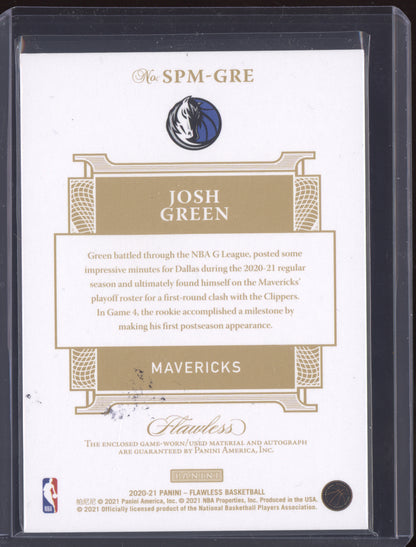 No. SPM-GRE
JOSH
GREEN
Green battled through the NBA G League, posted some
impressive minutes for Dallas during the 2020-21 regular
season and ultimately found himself on the Mavericks'
playoff roster for a first-round clash with the Clippers.
In Game 4, the rookie accomplished a milestone by
making his first postseason appearance.
MAVERICKS
Flawless
THE ENCLOSED GAME-WORN/USED MATERIAL AND AUTOGRAPH
ARE GUARANTEED BY PANINI AMERICA, INC.
PANINI
2020-21 PANINI – FLAWLESS BASKETBALL
帕尼尼 © 2021 Panini America, Inc. © 2021 NBA Properties, Inc. Produced in the USA.
© 2021 Officially licensed product of the National Basketball Players Association.
NBA